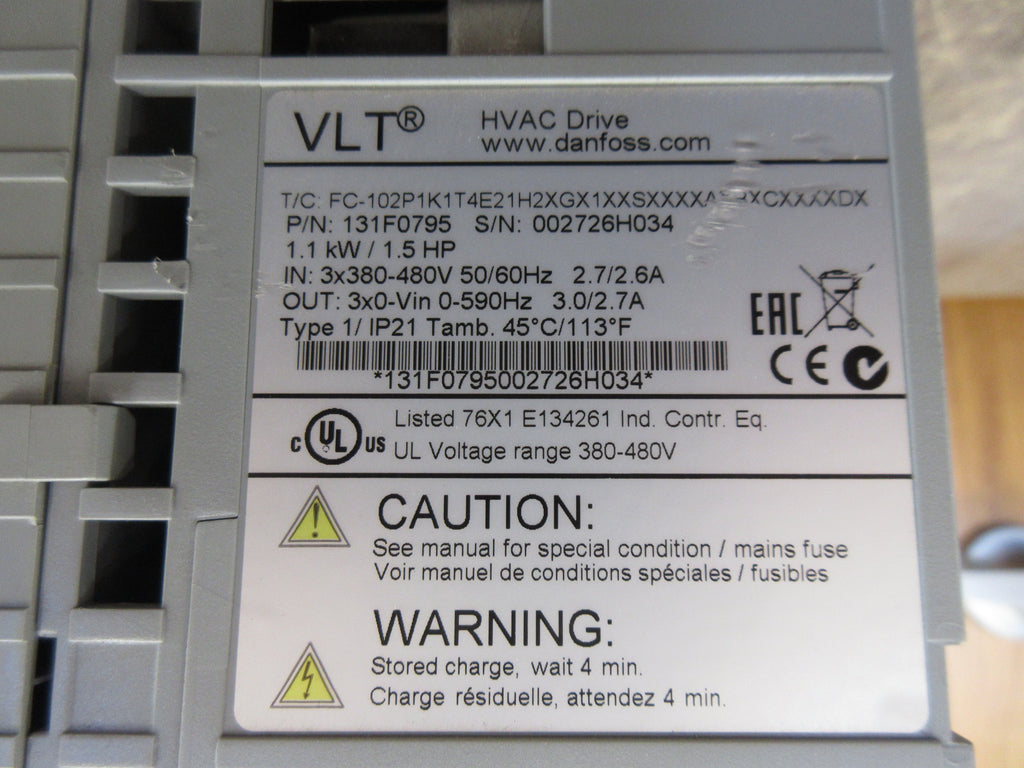 VLT® HVAC Drive
www.danfoss.com
T/C:
P/N: 131F0795 S/N: 002726H034
1.1 kW / 1.5 HP
IN: 3x380-480V 50/60Hz 2.7/2.6A
OUT: 3x0-Vin 0-590Hz 3.0/2.7A
Type 1/ IP21 Tamb. 45°C/113°F
EAC
*131F0795002726H034*
CE
c UL US
Listed 76X1 E134261 Ind. Contr. Eq.
UL Voltage range 380-480V
CAUTION:
See manual for special condition / mains fuse
Voir manuel de conditions spéciales / fusibles
WARNING:
Stored charge, wait 4 min.
Charge résiduelle, attendez 4 min.